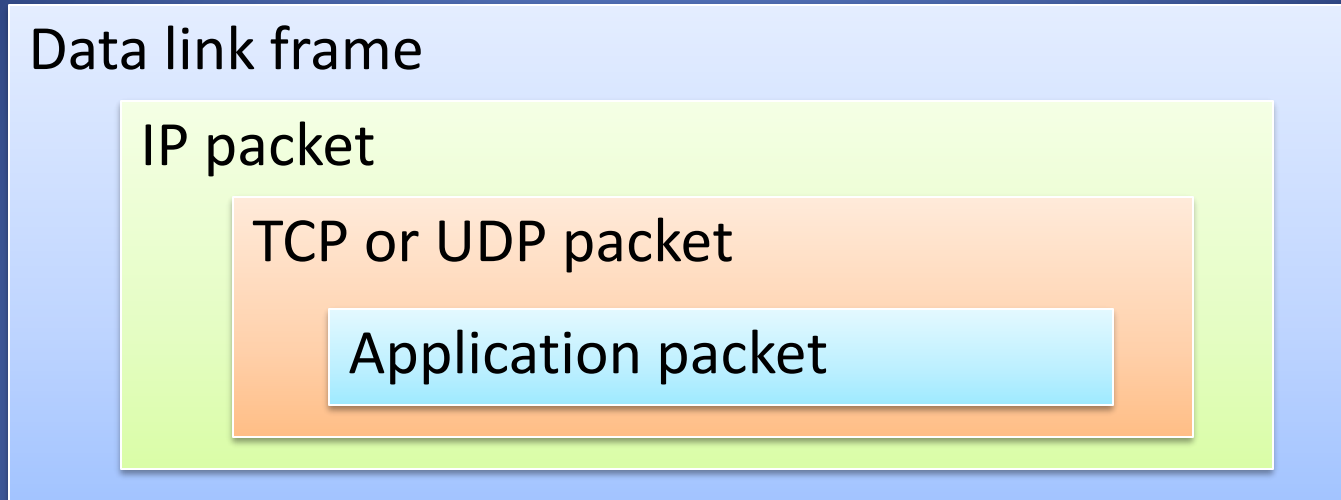 Data link frame
IP packet
TCP or UDP packet
Application packet